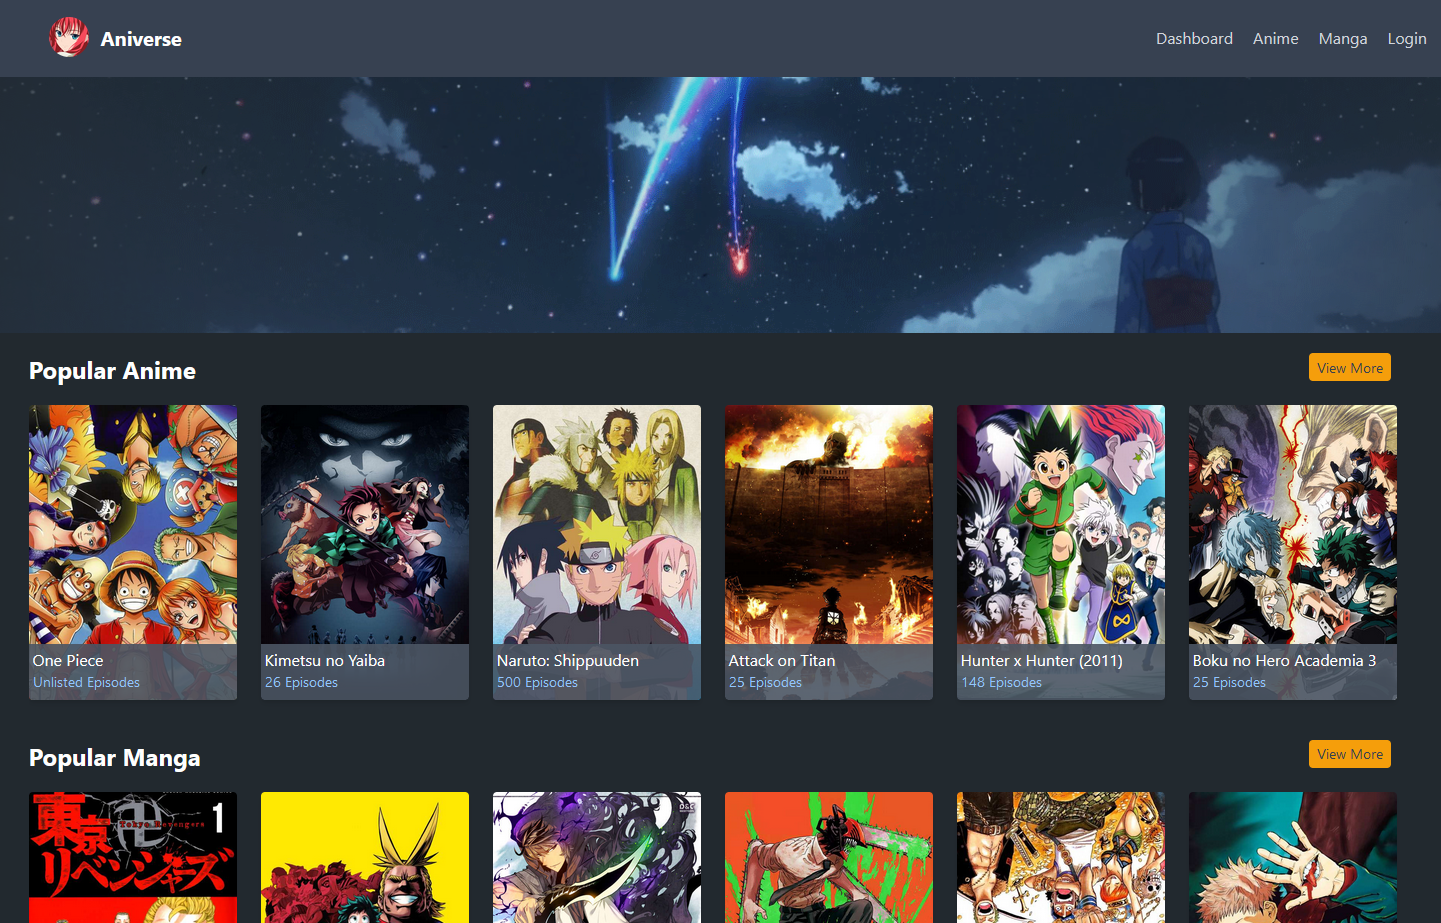 Aniverse
Dashboard Anime Manga Login
Popular Anime
View More
One Piece
Unlisted Episodes
Kimetsu no Yaiba
26 Episodes
Naruto: Shippuuden
500 Episodes
Attack on Titan
25 Episodes
Hunter x Hunter (2011)
148 Episodes
Boku no Hero Academia 3
25 Episodes
Popular Manga
View More
東京 卍
Tokyo Revengers
リベンジャーズ
1